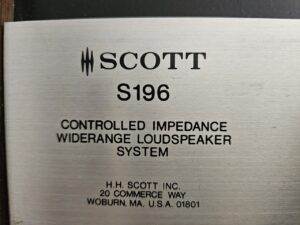 SCOTT
S196
CONTROLLED IMPEDANCE
WIDERANGE LOUDSPEAKER
SYSTEM
H.H. SCOTT INC.
20 COMMERCE WAY
WOBURN, MA. U.S.A. 01801